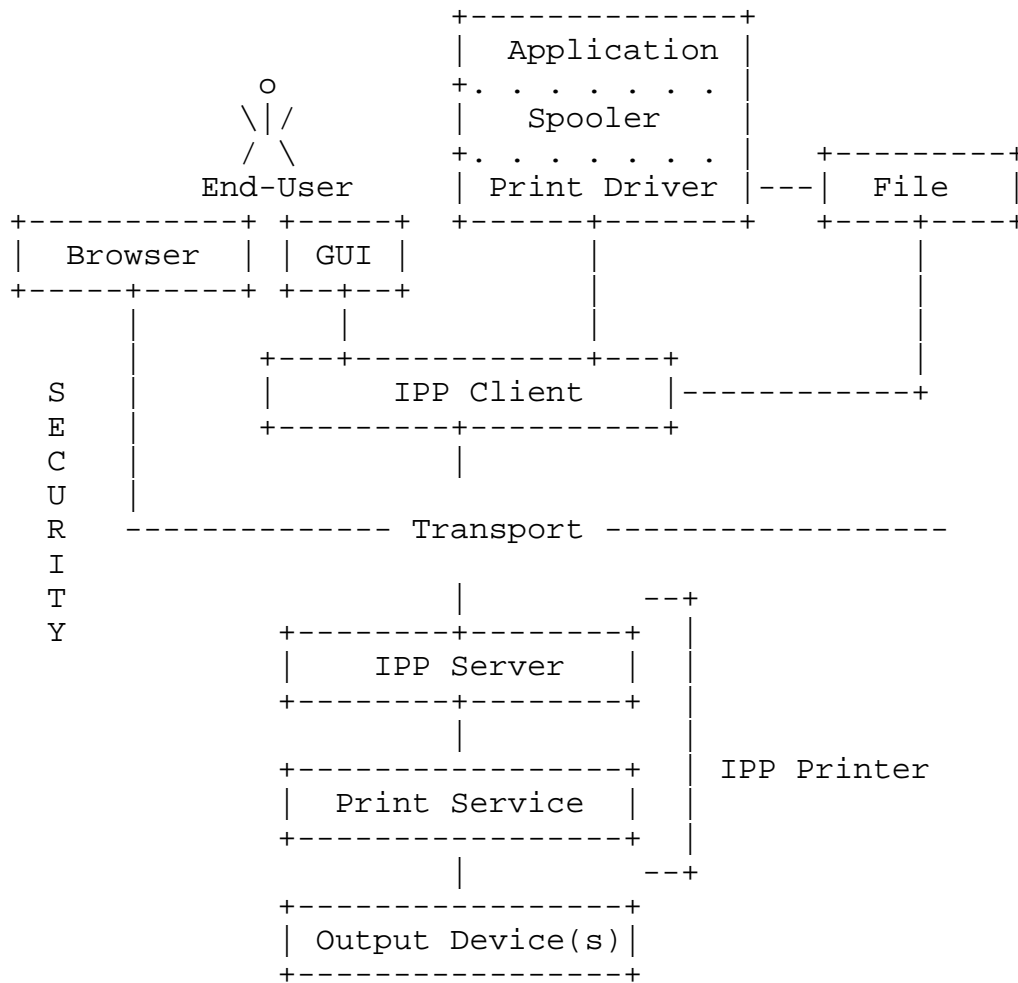 Application
Spooler
End-User
Print Driver
File
Browser
GUI
IPP Client
SECURITY
Transport
IPP Server
IPP Printer
Print Service
Output Device(s)